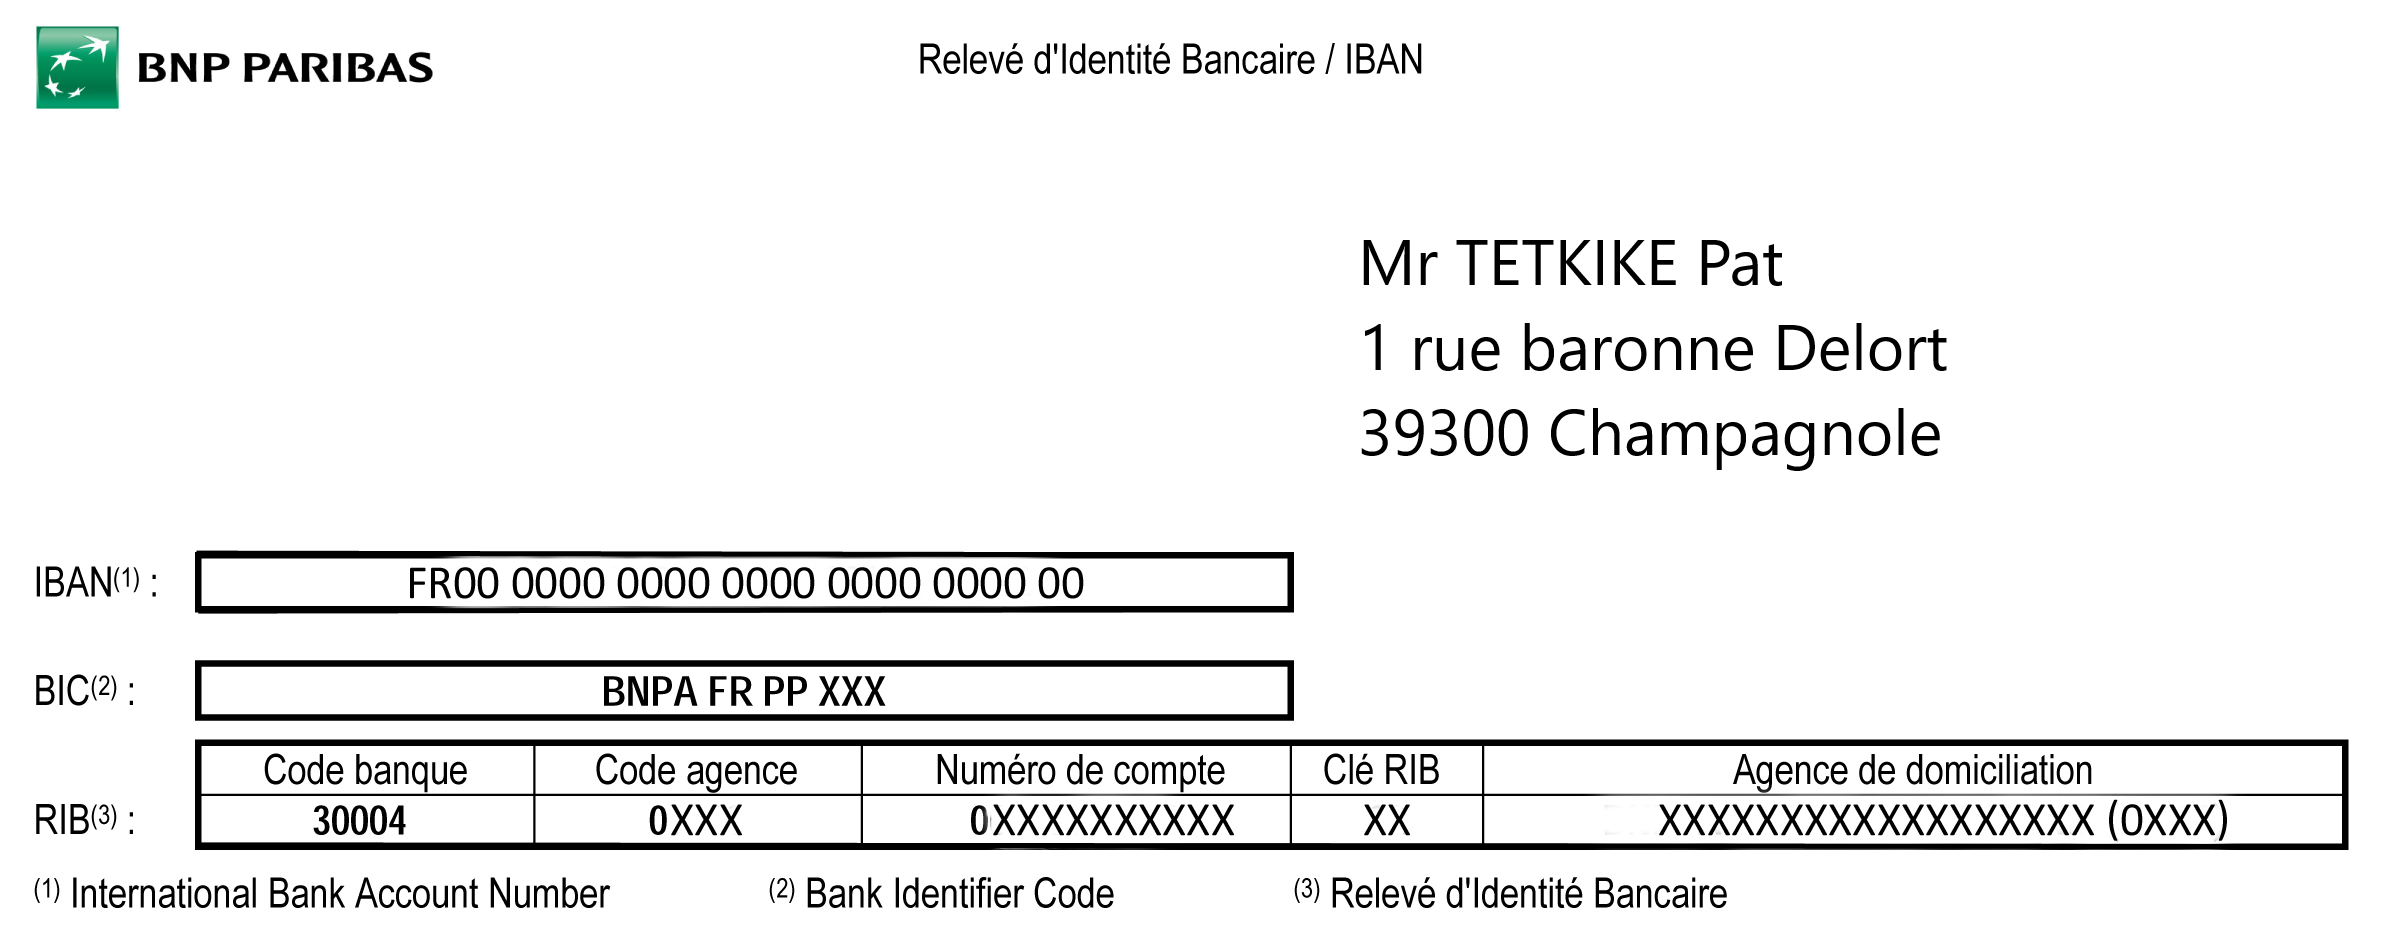 BNP PARIBAS
Relevé d'Identité Bancaire / IBAN
Mr TETKIKE Pat
1 rue baronne Delort
39300 Champagnole
IBAN(1) : FR00 0000 0000 0000 0000 0000 00
BIC(2) : BNPA FR PP XXX
Code banque Code agence Numéro de compte Clé RIB Agence de domiciliation
RIB(3) : 30004 0XXX 0XXXXXXXXXX XX XXXXXXXXXXXXXXXXXX (0XXX)
(1) International Bank Account Number (2) Bank Identifier Code (3) Relevé d'Identité Bancaire